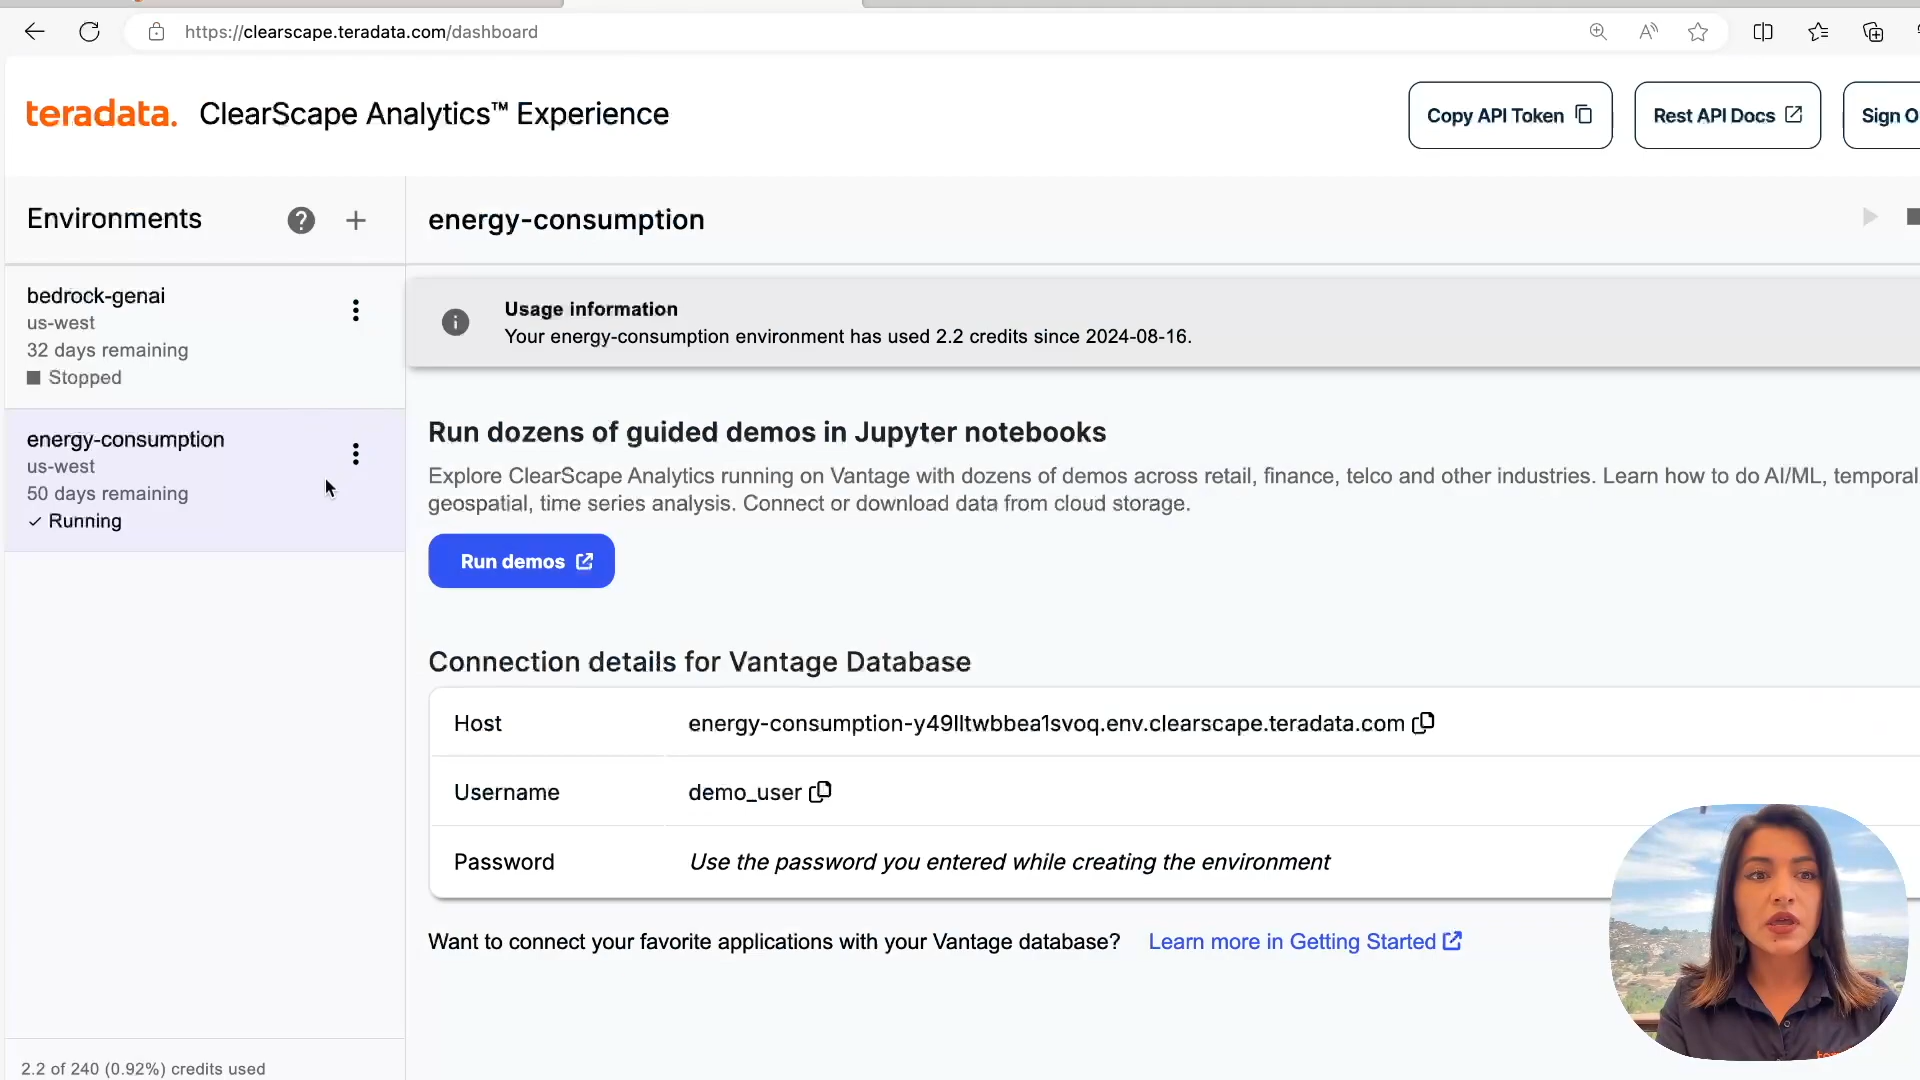 https://clearscape.teradata.com/dashboard
teradata. ClearScape Analytics™ Experience
Copy API Token
Rest API Docs
Sign O
Environments
bedrock-genai
us-west
32 days remaining
Stopped
energy-consumption
us-west
50 days remaining
Running
2.2 of 240 (0.92%) credits used
energy-consumption
Usage information
Your energy-consumption environment has used 2.2 credits since 2024-08-16.
Run dozens of guided demos in Jupyter notebooks
Explore ClearScape Analytics running on Vantage with dozens of demos across retail, finance, telco and other industries. Learn how to do AI/ML, temporal
geospatial, time series analysis. Connect or download data from cloud storage.
Run demos
Connection details for Vantage Database
Host energy-consumption-y49lltwbbea1svoq.env.clearscape.teradata.com
Username demo_user
Password Use the password you entered while creating the environment
Want to connect your favorite applications with your Vantage database? Learn more in Getting Started